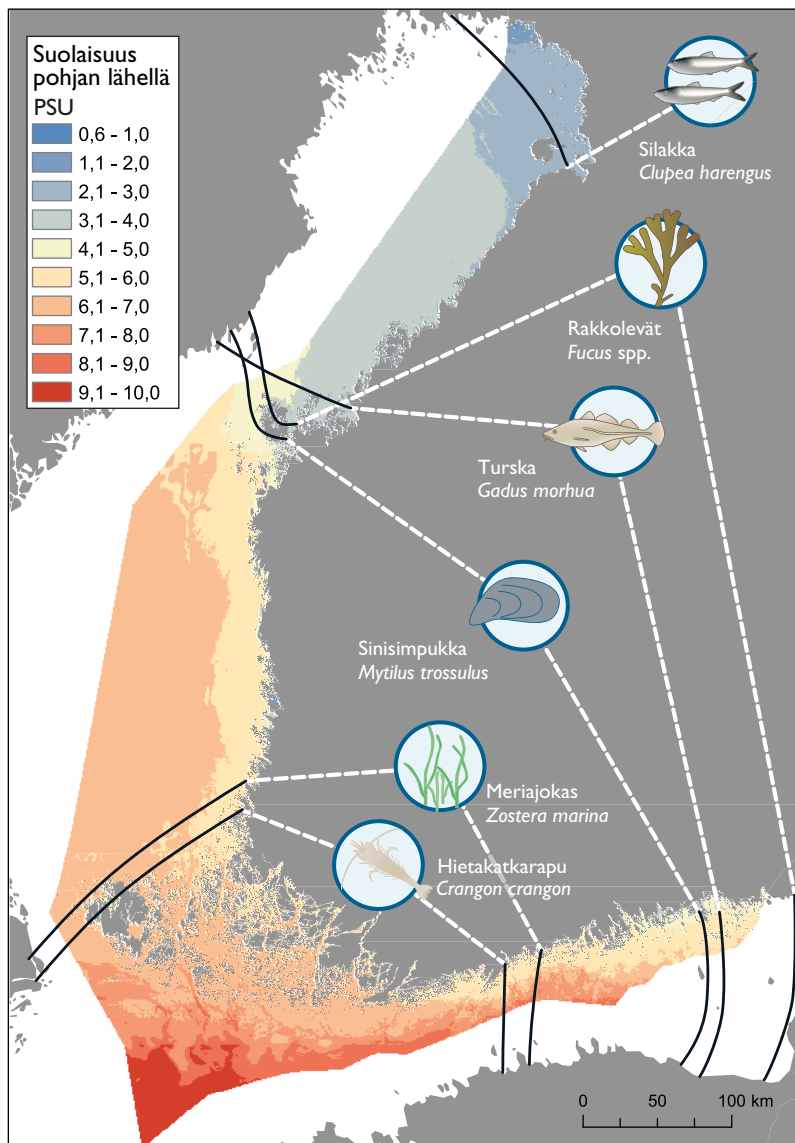 Suolaisuus
pohjan lähellä
PSU
0,6 - 1,0
1,1 - 2,0
2,1 - 3,0
3,1 - 4,0
4,1 - 5,0
5,1 - 6,0
6,1 - 7,0
7,1 - 8,0
8,1 - 9,0
9,1 - 10,0
Silakka
Clupea harengus
Rakkolevät
Fucus spp.
Turska
Gadus morhua
Sinisimpukka
Mytilus trossulus
Meriajokas
Zostera marina
Hietakatkarapu
Crangon crangon
0 50 100 km